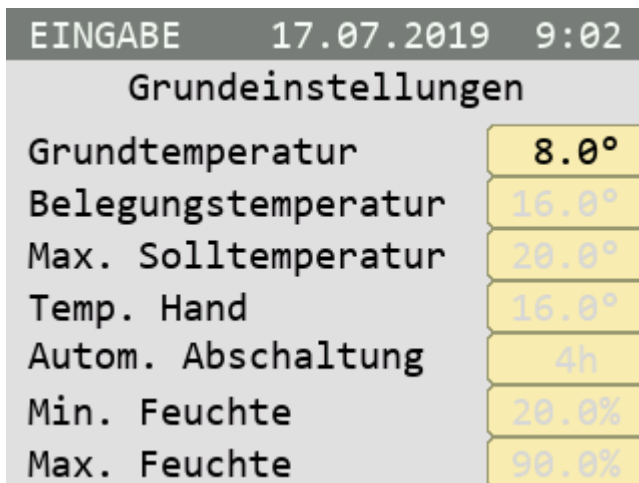 EINGABE 17.07.2019 9:02
Grundeinstellungen
Grundtemperatur 8.0°
Belegungstemperatur 16.0°
Max. Solltemperatur 20.0°
Temp. Hand 16.0°
Autom. Abschaltung 4h
Min. Feuchte 20.0%
Max. Feuchte 90.0%